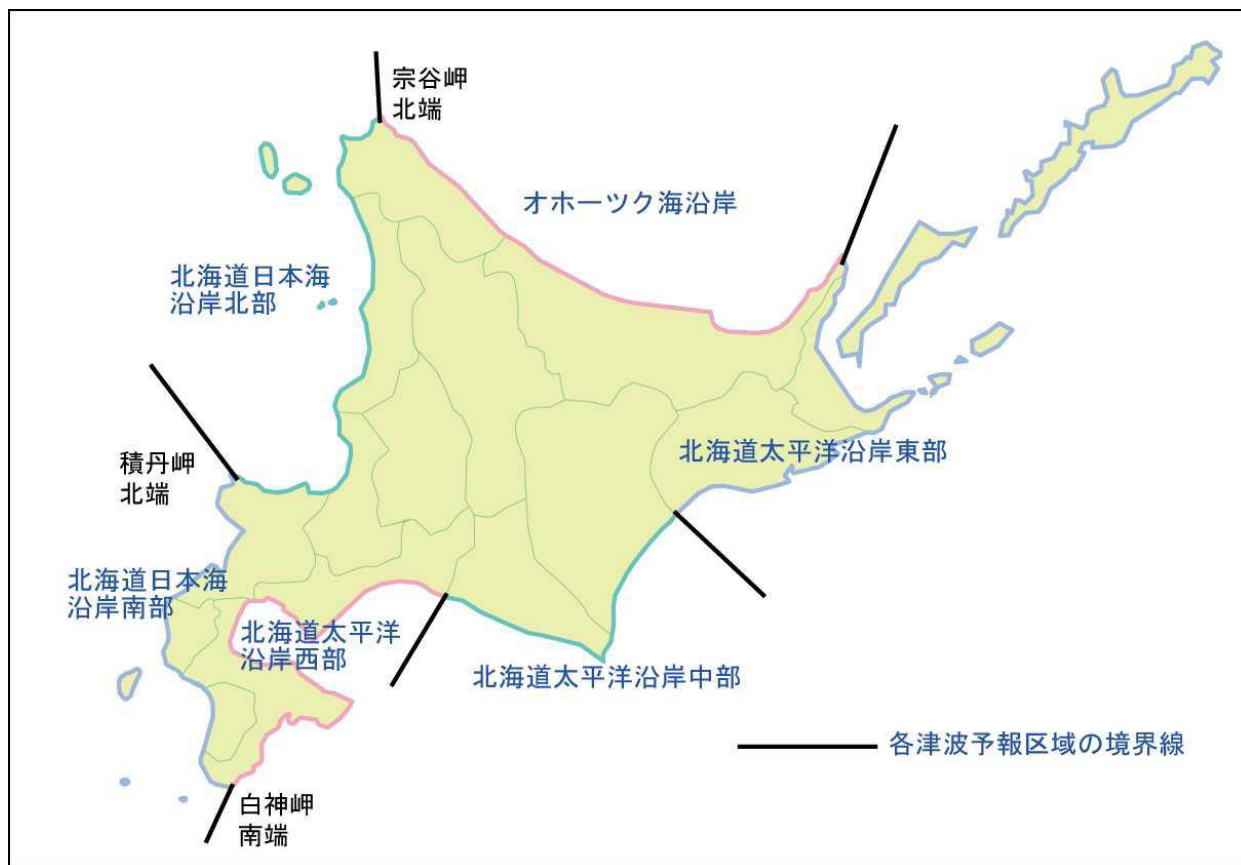 宗谷岬
北端
オホーツク海沿岸
北海道日本海
沿岸北部
積丹岬
北端
北海道太平洋沿岸東部
北海道日本海
沿岸南部
北海道太平洋
沿岸西部
北海道太平洋沿岸中部
各津波予報区域の境界線
白神岬
南端